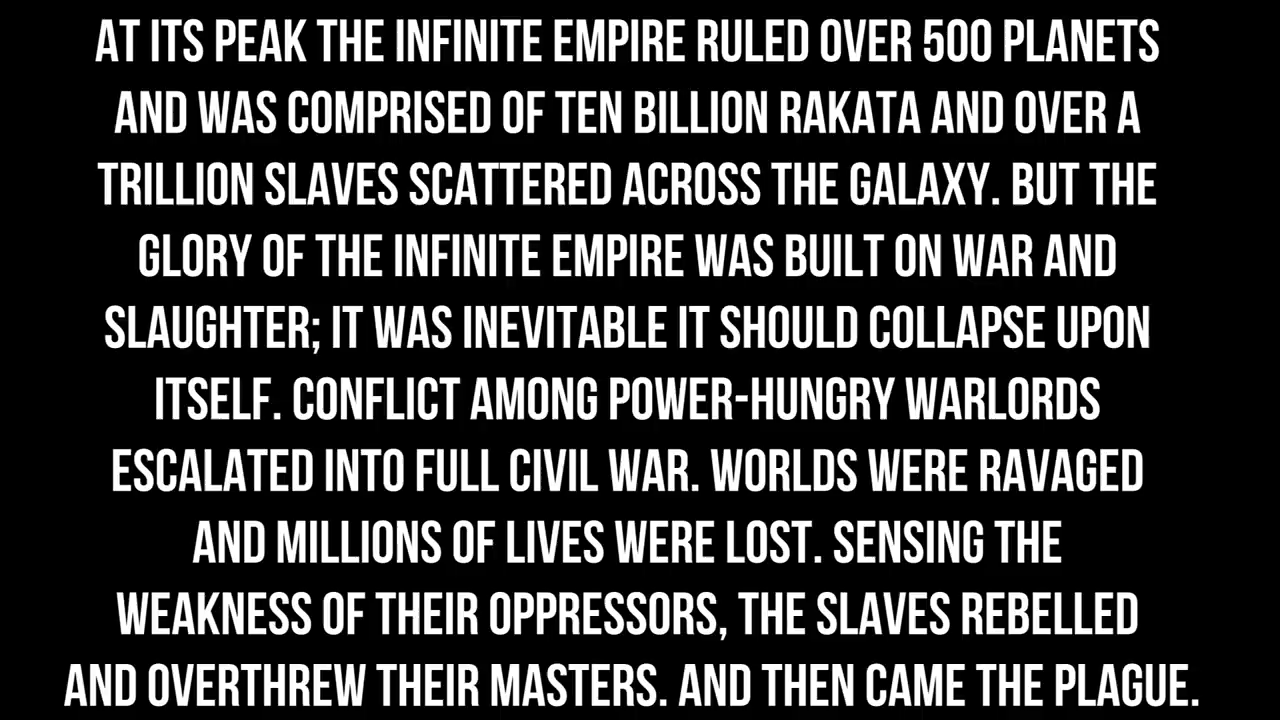 AT ITS PEAK THE INFINITE EMPIRE RULED OVER 500 PLANETS
AND WAS COMPRISED OF TEN BILLION RAKATA AND OVER A
TRILLION SLAVES SCATTERED ACROSS THE GALAXY. BUT THE
GLORY OF THE INFINITE EMPIRE WAS BUILT ON WAR AND
SLAUGHTER; IT WAS INEVITABLE IT SHOULD COLLAPSE UPON
ITSELF. CONFLICT AMONG POWER-HUNGRY WARLORDS
ESCALATED INTO FULL CIVIL WAR. WORLDS WERE RAVAGED
AND MILLIONS OF LIVES WERE LOST. SENSING THE
WEAKNESS OF THEIR OPPRESSORS, THE SLAVES REBELLED
AND OVERTHREW THEIR MASTERS. AND THEN CAME THE PLAGUE.